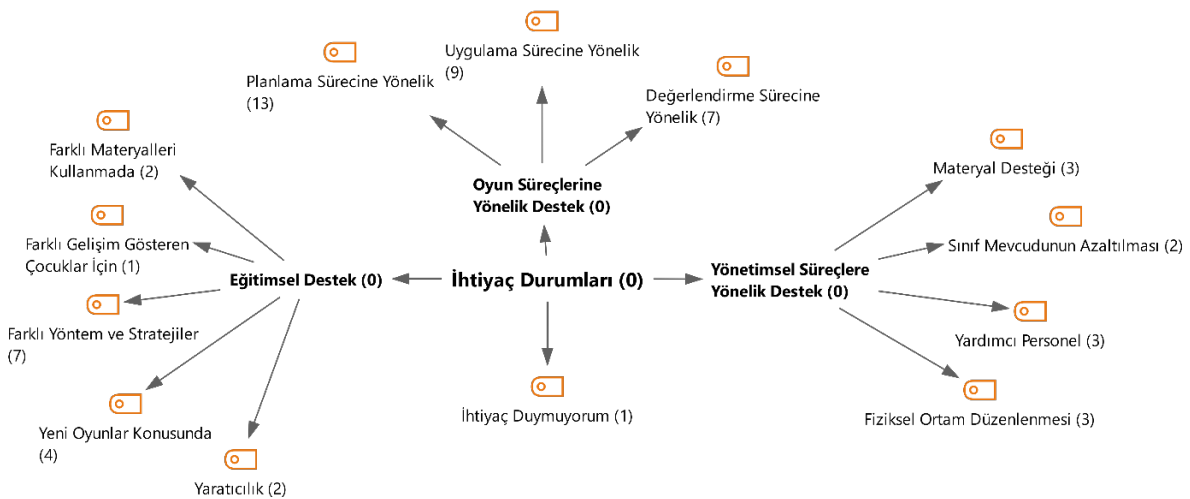 Uygulama Sürecine Yönelik
(9)
Planlama Sürecine Yönelik
(13)
Değerlendirme Sürecine
Yönelik (7)
Farklı Materyalleri
Kullanmada (2)
Materyal Desteği (3)
Oyun Süreçlerine
Yönelik Destek (0)
Farklı Gelişim Gösteren
Çocuklar İçin (1)
Sınıf Mevcudunun Azaltılması (2)
Eğitimsel Destek (0)
İhtiyaç Durumları (0)
Yönetimsel Süreçlere
Yönelik Destek (0)
Farklı Yöntem ve Stratejiler
(7)
Yardımcı Personel (3)
İhtiyaç Duymuyorum (1)
Fiziksel Ortam Düzenlenmesi (3)
Yeni Oyunlar Konusunda
(4)
Yaratıcılık (2)